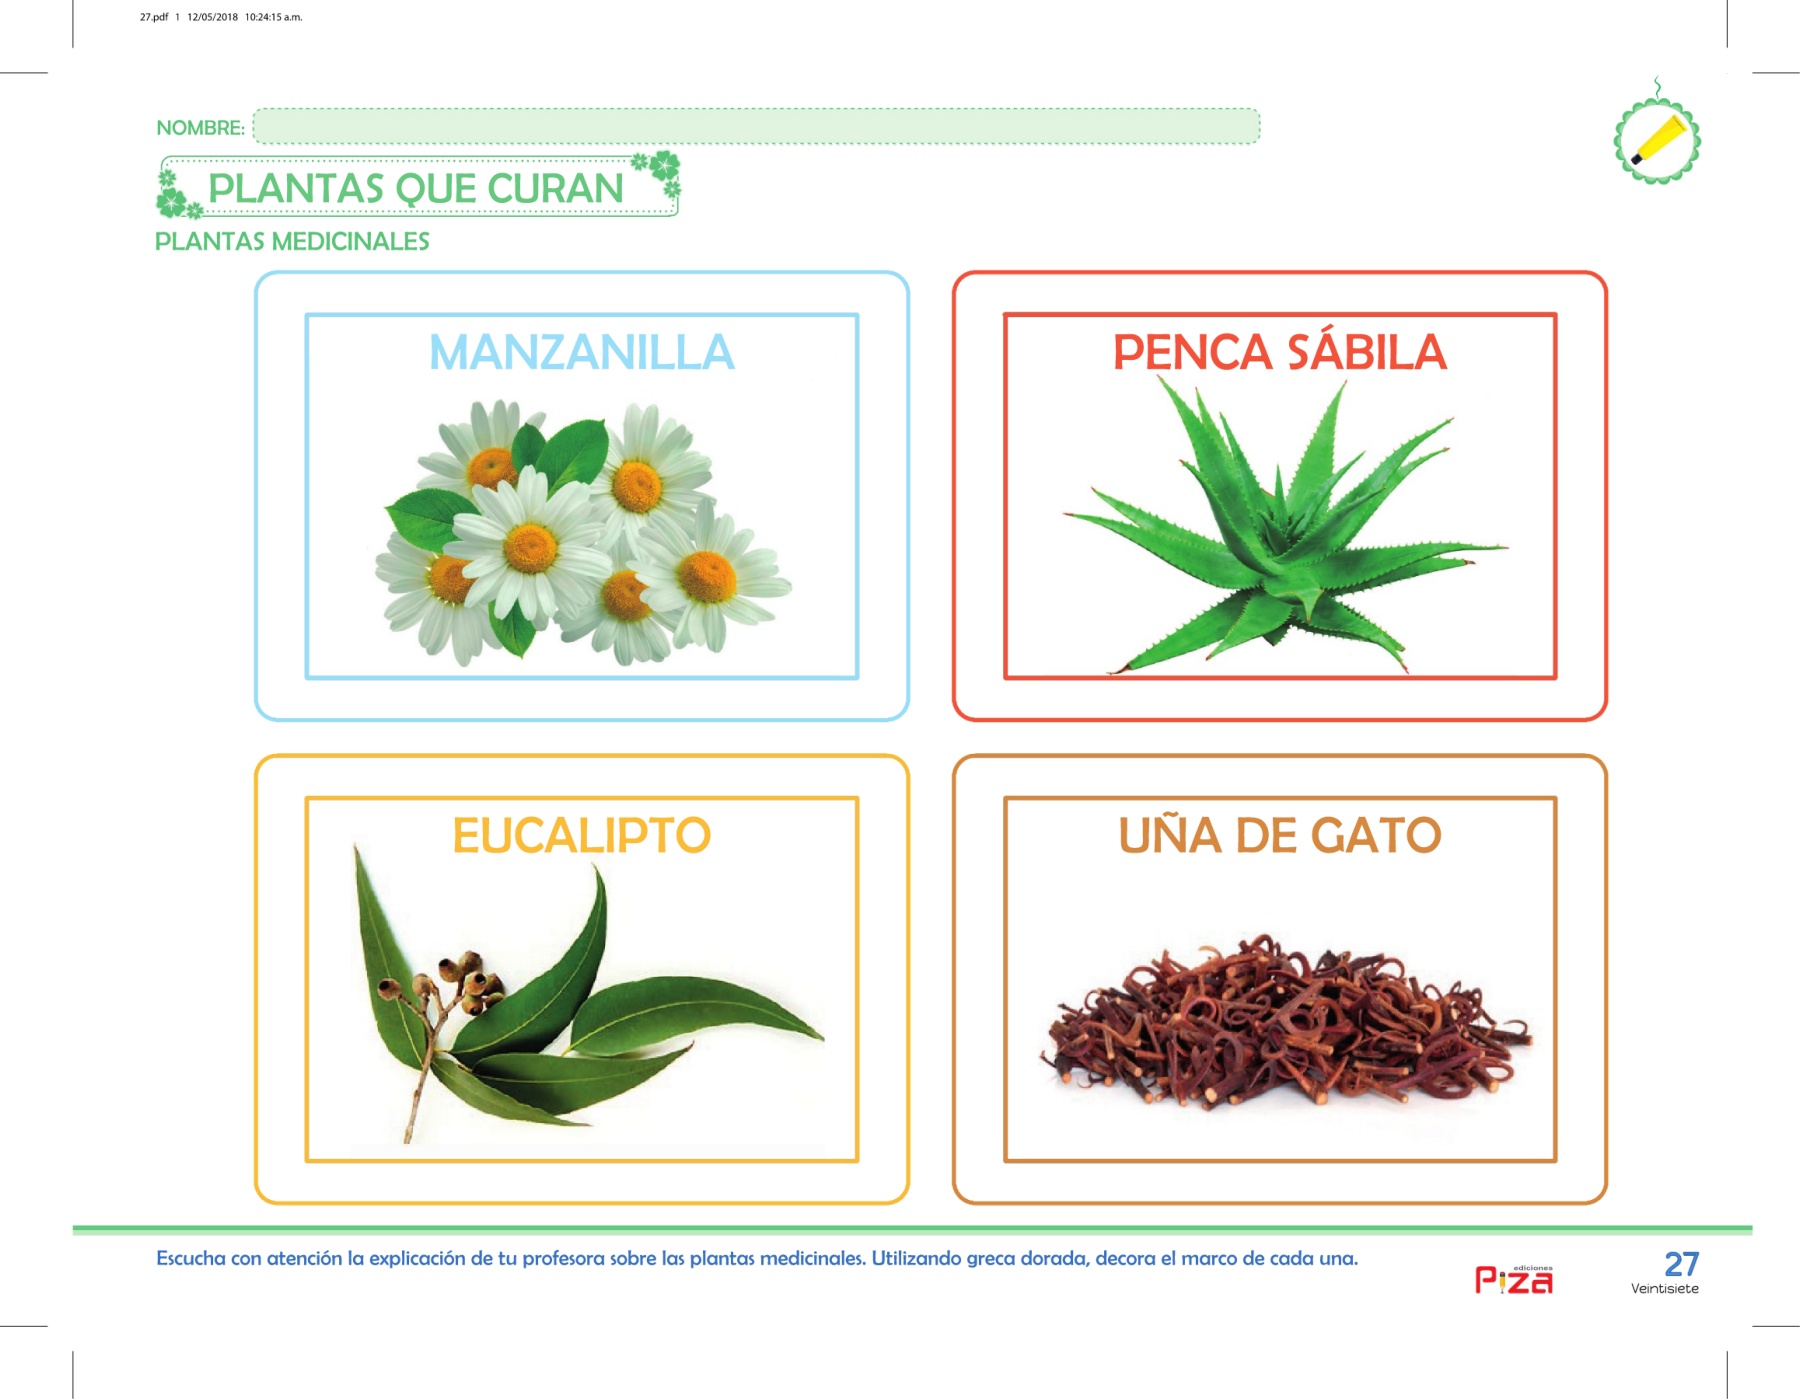 27.pdf 1 12/05/2018 10:24:15 a.m.
NOMBRE:
PLANTAS QUE CURAN
PLANTAS MEDICINALES
MANZANILLA
PENCA SÁBILA
EUCALIPTO
UÑA DE GATO
Escucha con atención la explicación de tu profesora sobre las plantas medicinales. Utilizando greca dorada, decora el marco de cada una.
ediciones
Piza
27
Veintisiete